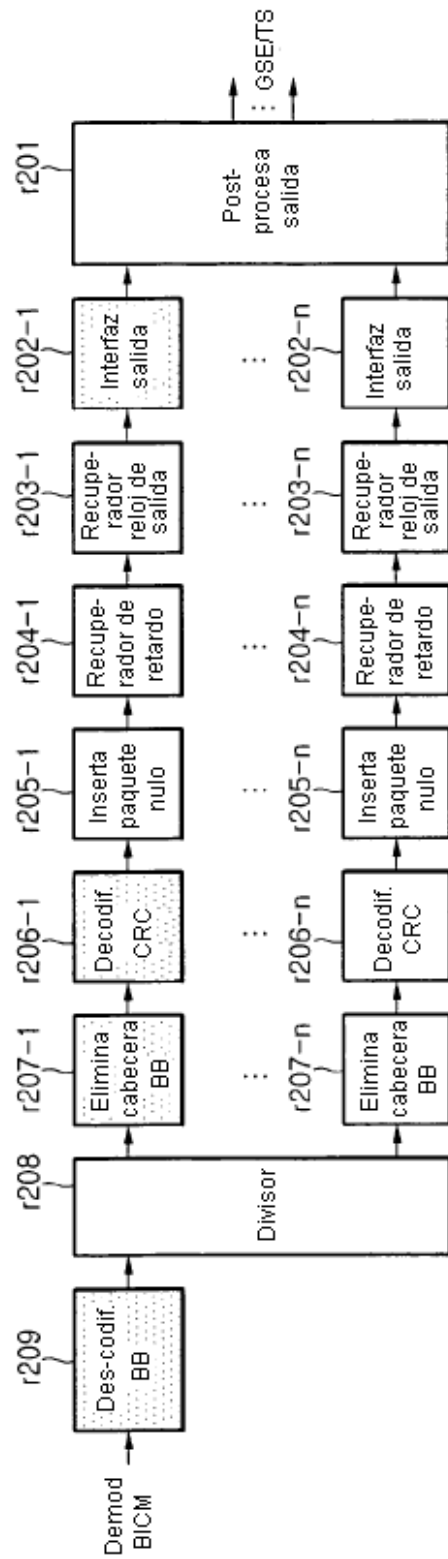 r209
r208
r207-1
r206-1
r205-1
r204-1
r203-1
r202-1
r201
Demod
BICM
Des-codif.
BB
Divisor
Elimina
cabecera
BB
Decodif.
CRC
Inserta
paquete
nulo
Recupe-
rador de
retardo
Recupe-
rador
reloj de
salida
Interfaz
salida
Post-
procesa
salida
⋮ GSE/TS
⋮
⋮
⋮
⋮
⋮
⋮
r207-n
r206-n
r205-n
r204-n
r203-n
r202-n
Elimina
cabecera
BB
Decodif.
CRC
Inserta
paquete
nulo
Recupe-
rador de
retardo
Recupe-
rador
reloj de
salida
Interfaz
salida